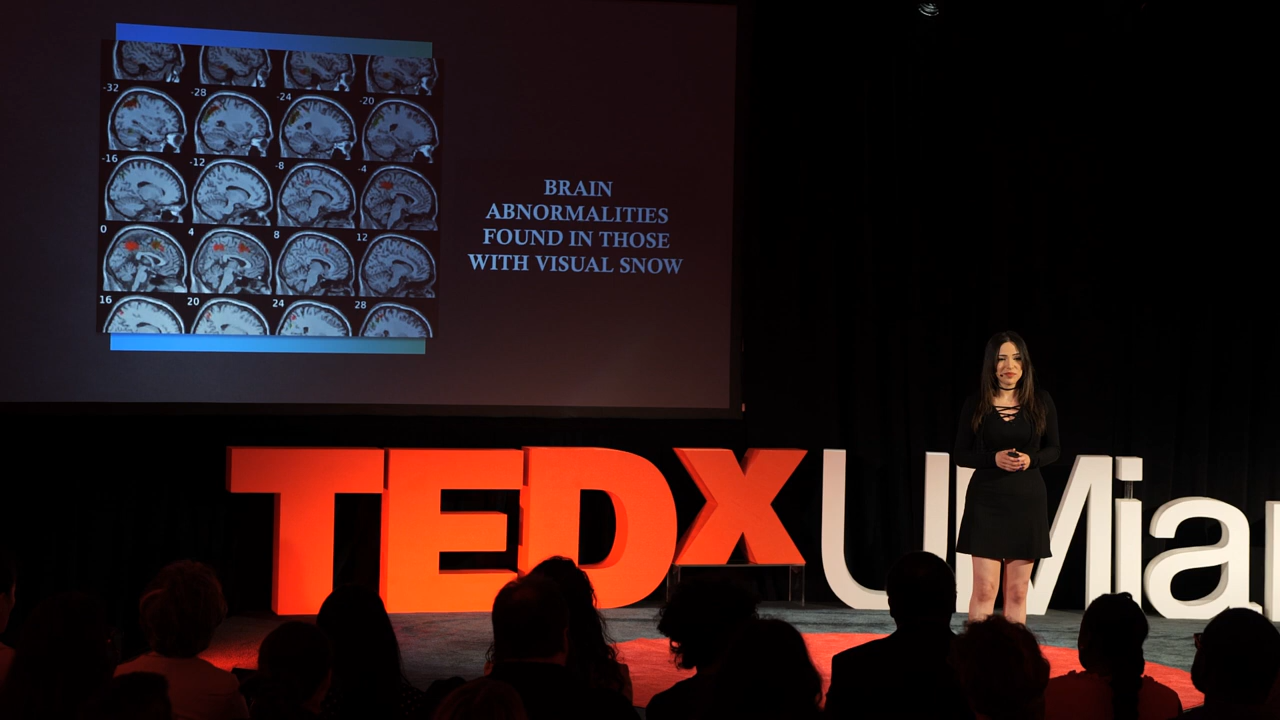 -32 -28 -24 -20
-16 -12 -8 -4
0 4 8 12
16 20 24 28
BRAIN
ABNORMALITIES
FOUND IN THOSE
WITH VISUAL SNOW
TEDXUMia